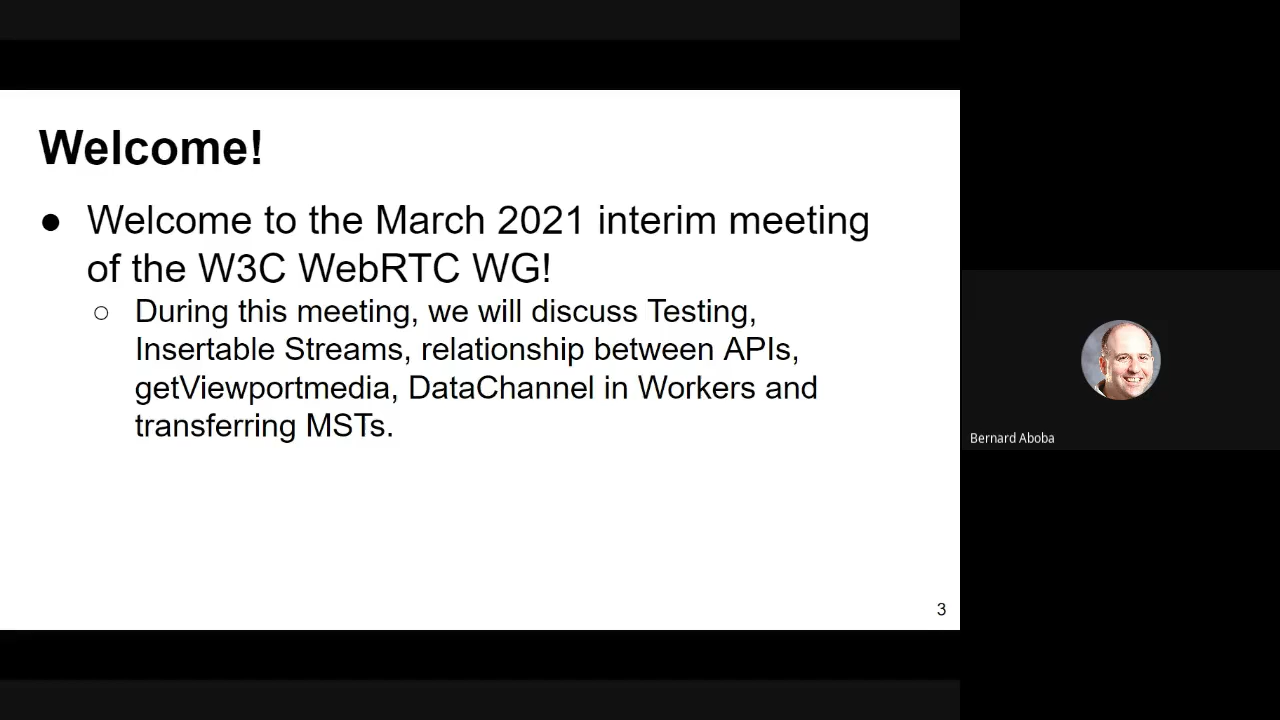 Welcome!
● Welcome to the March 2021 interim meeting
of the W3C WebRTC WG!
○ During this meeting, we will discuss Testing,
Insertable Streams, relationship between APIs,
getViewportmedia, DataChannel in Workers and
transferring MSTs.
3
Bernard Aboba